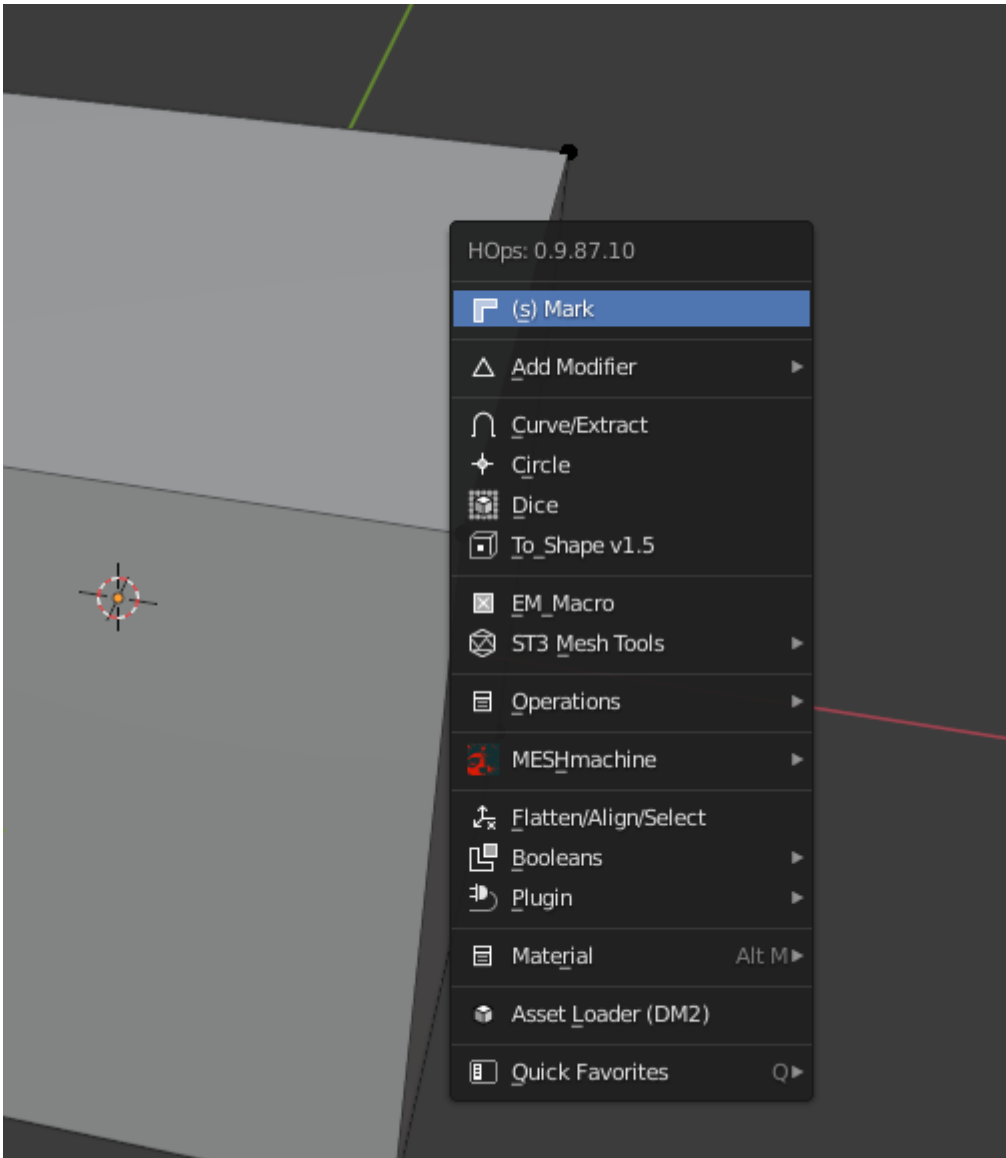 HOps: 0.9.87.10
(s) Mark
Add Modifier
Curve/Extract
Circle
Dice
To_Shape v1.5
EM_Macro
ST3 Mesh Tools
Operations
MESHmachine
Flatten/Align/Select
Booleans
Plugin
Material Alt M
Asset Loader (DM2)
Quick Favorites Q